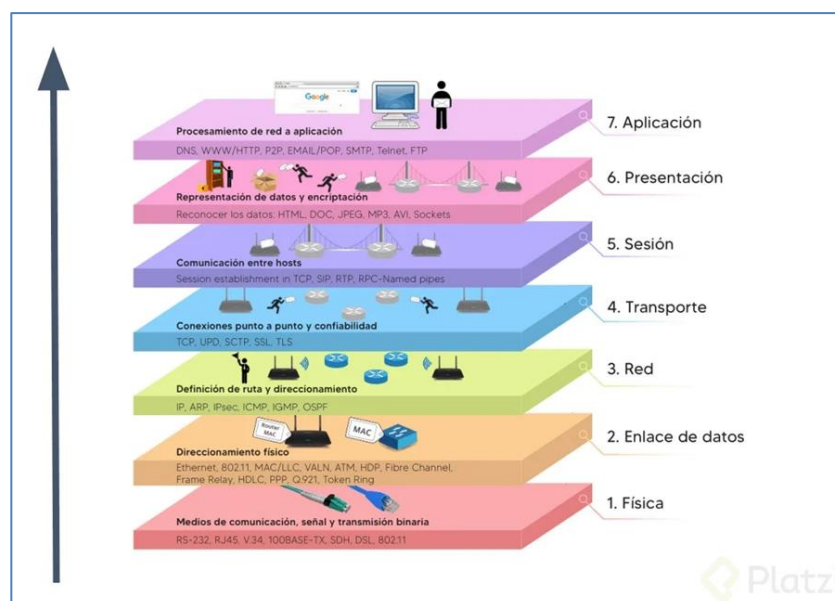 Google
Procesamiento de red a aplicación
DNS, WWW/HTTP, P2P, EMAIL/POP, SMTP, Telnet, FTP
7. Aplicación
Representación de datos y encriptación
Reconocer los datos: HTML, DOC, JPEG, MP3, AVI, Sockets
6. Presentación
Comunicación entre hosts
Session establishment in TCP, SIP, RTP, RPC-Named pipes
5. Sesión
Conexiones punto a punto y confiabilidad
TCP, UPD, SCTP, SSL, TLS
4. Transporte
Definición de ruta y direccionamiento
IP, ARP, IPsec, ICMP, IGMP, OSPF
3. Red
Router
MAC
MAC
Direccionamiento físico
Ethernet, 802.11, MAC/LLC, VALN, ATM, HDP, Fibre Channel,
Frame Relay, HDLC, PPP, Q.921, Token Ring
2. Enlace de datos
Medios de comunicación, señal y transmisión binaria
RS-232, RJ45, V.34, 100BASE-TX, SDH, DSL, 802.11
1. Física
Platz